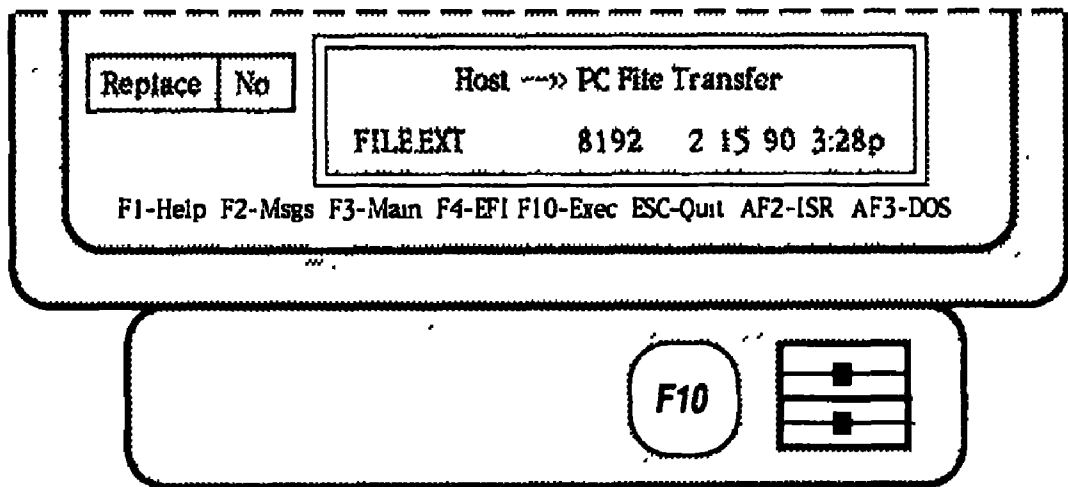 Host --->> PC File Transfer
Replace No
FILE.EXT 8192 2 15 90 3:28p
F1-Help F2-Msgs F3-Main F4-EFI F10-Exec ESC-Quit AF2-ISR AF3-DOS
F10